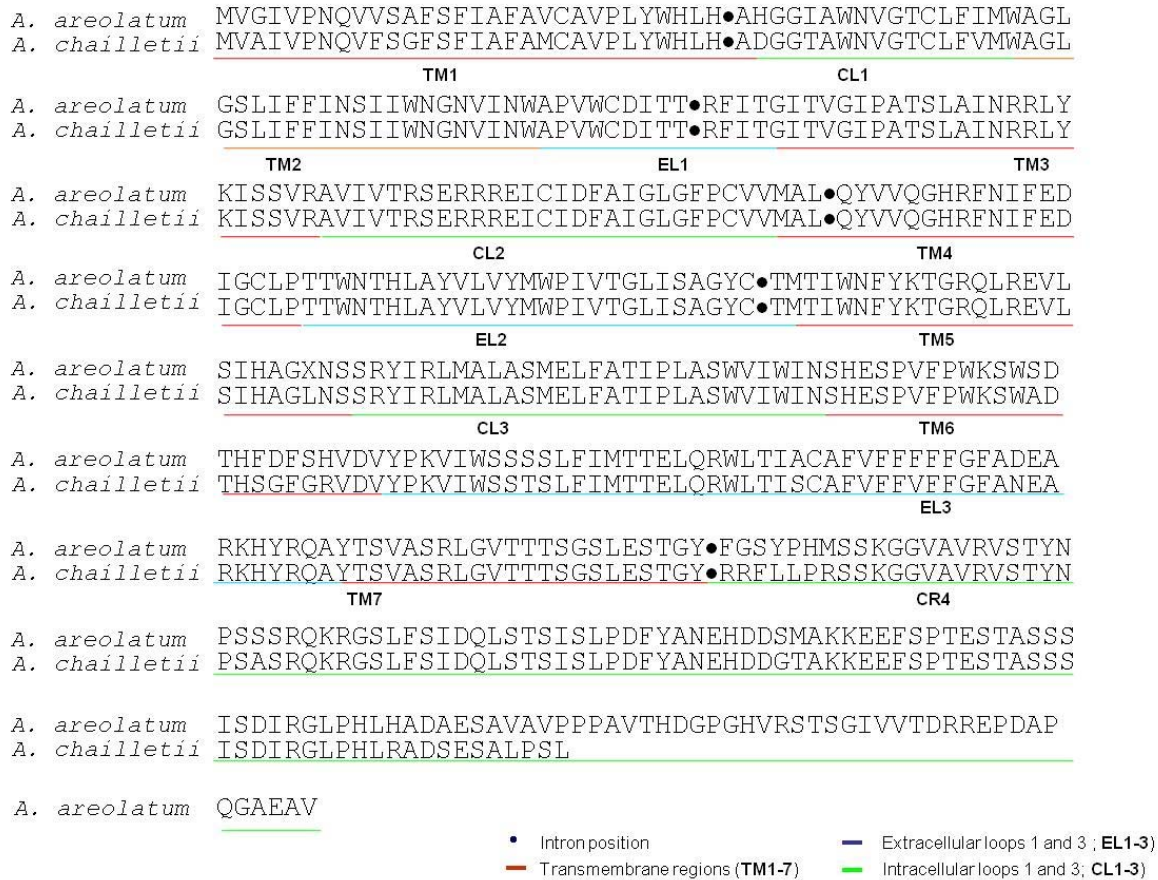 A. areolatum MVGIVPNQVVSAFSFIAFAVCAVPLYWHLH●AHGGIAWNVGTCLFIMWAGL
A. chailletii MVAIVPNQVFSGFSFIAFAMCAVPLYWHLH●ADGGTAWNVGTCLFVMWAGL
TM1 CL1
A. areolatum GSLIFFINSIIWNGNVINWAPVWCDITT●RFITGITVGIPATSLAINRRLY
A. chailletii GSLIFFINSIIWNGNVINWAPVWCDITT●RFITGITVGIPATSLAINRRLY
TM2 EL1 TM3
A. areolatum KISSVRAVIVTRSERRREICIDFAIGLGFPCVVMAL●QYVVQGHRFNIFED
A. chailletii KISSVRAVIVTRSERRREICIDFAIGLGFPCVVMAL●QYVVQGHRFNIFED
CL2 TM4
A. areolatum IGCLPTTWNTHLAYVLVYMWPIVTGLISAGYC●TMTIWNFYKTGRQLREVL
A. chailletii IGCLPTTWNTHLAYVLVYMWPIVTGLISAGYC●TMTIWNFYKTGRQLREVL
EL2 TM5
A. areolatum SIHAGXNSSRYIRLMALASMELFATIPLASWVIWINSHESPVFPWKSWSD
A. chailletii SIHAGLNSSRYIRLMALASMELFATIPLASWVIWINSHESPVFPWKSWAD
CL3 TM6
A. areolatum THFDFSHVDVYPKVIWSSSSLFIMTTELQRWLTIACAFVFFFFFGFADEA
A. chailletii THSGFGRVDVYPKVIWSSTSLFIMTTELQRWLTISCAFVFFVFFGFANEA
EL3
A. areolatum RKHYRQAYTSVASRLGVTTTSGSLESTGY●FGSYPHMSSKGGVAVRVSTYN
A. chailletii RKHYRQAYTSVASRLGVTTTSGSLESTGY●RRFLLPRSSKGGVAVRVSTYN
TM7 CR4
A. areolatum PSSSRQKRGSLFSIDQLSTSISLPDFYANEHDDSMAKKEEFSPTESTASSS
A. chailletii PSASRQKRGSLFSIDQLSTSISLPDFYANEHDDGTAKKEEFSPTESTASSS
A. areolatum ISDIRGLPHLHADAESAVAVPPPAVTHDGPGHVRSTSGIVVTDRREPDAP
A. chailletii ISDIRGLPHLRADSESALPSL
A. areolatum QGAEAV
● Intron position Extracellular loops 1 and 3 ; EL1-3)
Transmembrane regions (TM1-7) Intracellular loops 1 and 3; CL1-3)